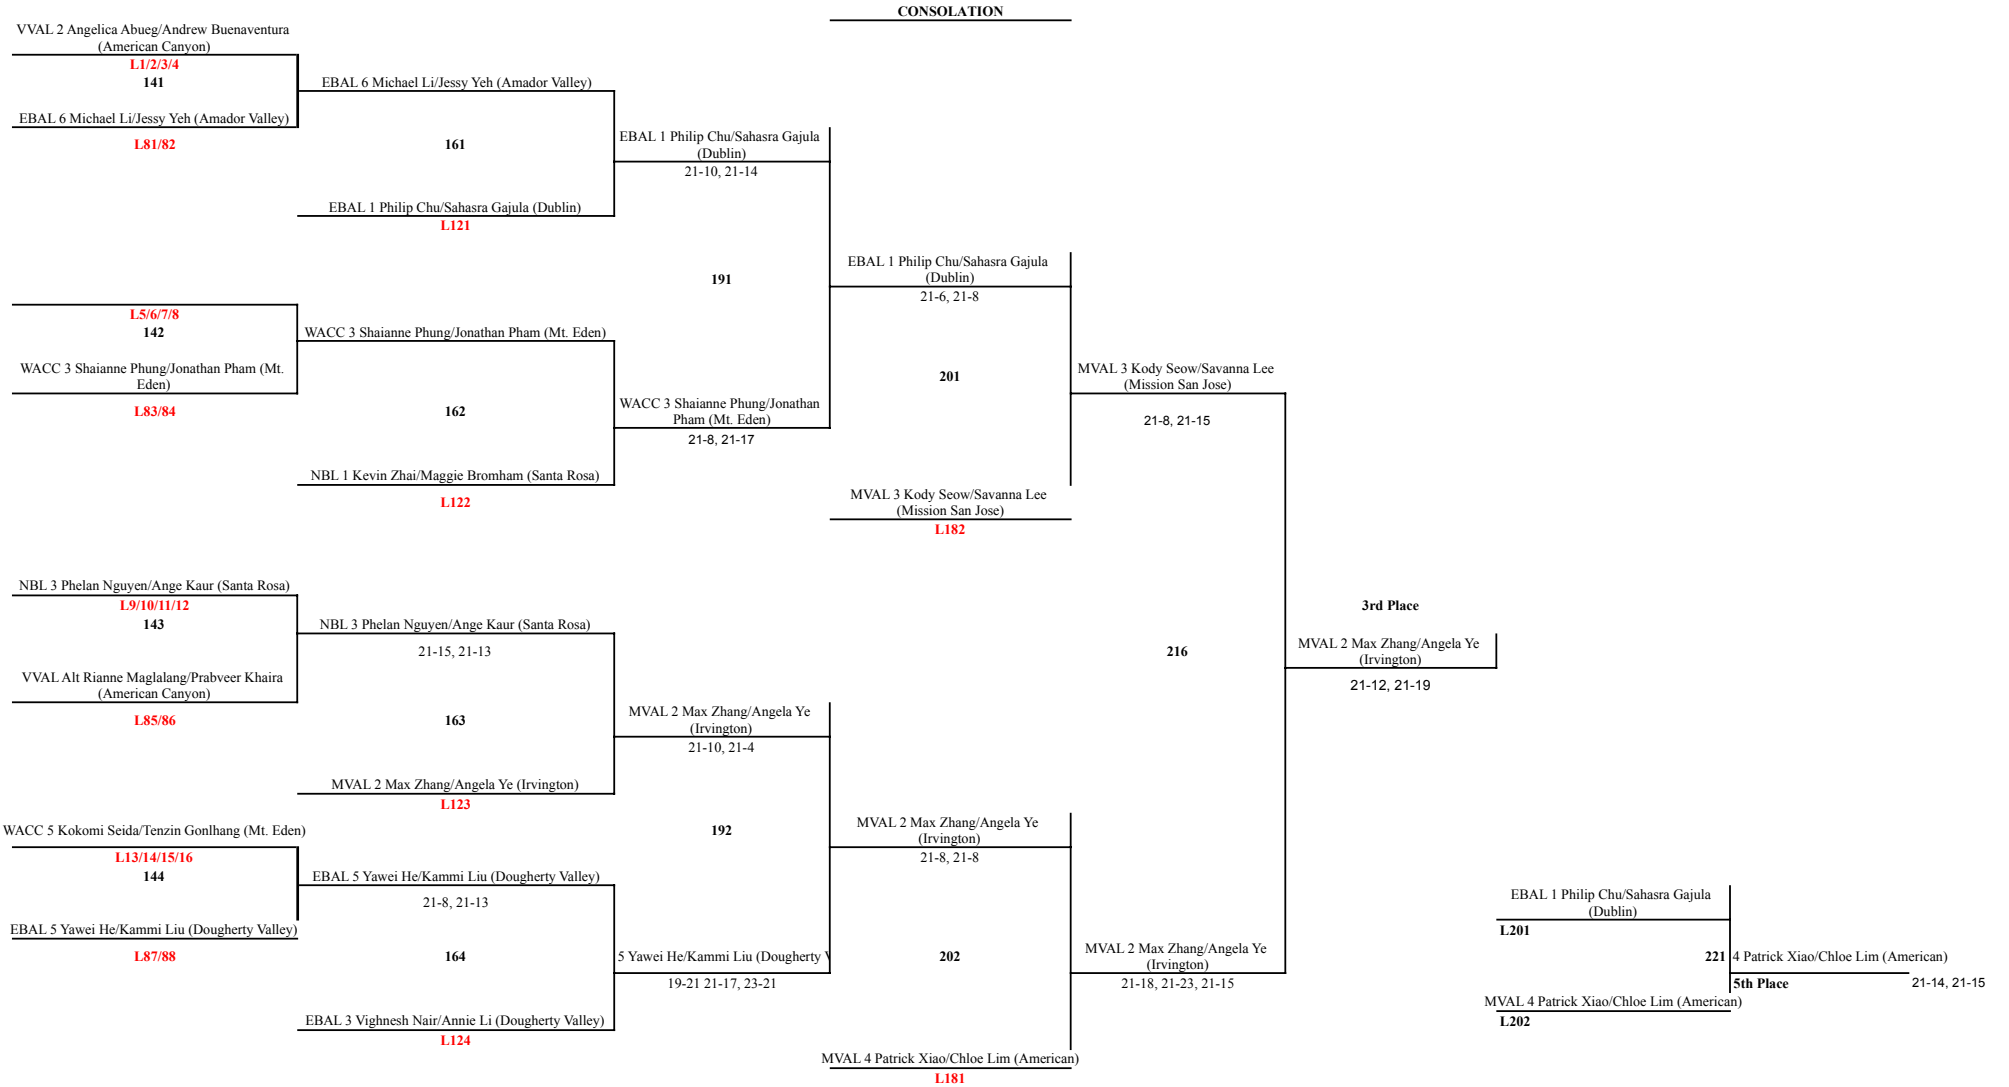 CONSOLATION
VVAL 2 Angelica Abueg/Andrew Buenaventura
(American Canyon)
L1/2/3/4
141
EBAL 6 Michael Li/Jessy Yeh (Amador Valley)
EBAL 6 Michael Li/Jessy Yeh (Amador Valley)
L81/82
161
EBAL 1 Philip Chu/Sahasra Gajula
(Dublin)
21-10, 21-14
EBAL 1 Philip Chu/Sahasra Gajula (Dublin)
L121
191
EBAL 1 Philip Chu/Sahasra Gajula
(Dublin)
21-6, 21-8
L5/6/7/8
142
WACC 3 Shaianne Phung/Jonathan Pham (Mt. Eden)
WACC 3 Shaianne Phung/Jonathan Pham (Mt.
Eden)
L83/84
162
WACC 3 Shaianne Phung/Jonathan
Pham (Mt. Eden)
21-8, 21-17
201
MVAL 3 Kody Seow/Savanna Lee
(Mission San Jose)
21-8, 21-15
NBL 1 Kevin Zhai/Maggie Bromham (Santa Rosa)
L122
MVAL 3 Kody Seow/Savanna Lee
(Mission San Jose)
L182
NBL 3 Phelan Nguyen/Ange Kaur (Santa Rosa)
L9/10/11/12
143
NBL 3 Phelan Nguyen/Ange Kaur (Santa Rosa)
21-15, 21-13
VVAL Alt Rianne Maglalang/Prabveer Khaira
(American Canyon)
L85/86
163
MVAL 2 Max Zhang/Angela Ye
(Irvington)
21-10, 21-4
216
3rd Place
MVAL 2 Max Zhang/Angela Ye
(Irvington)
21-12, 21-19
MVAL 2 Max Zhang/Angela Ye (Irvington)
L123
192
MVAL 2 Max Zhang/Angela Ye
(Irvington)
21-8, 21-8
WACC 5 Kokomi Seida/Tenzin Gonlhang (Mt. Eden)
L13/14/15/16
144
EBAL 5 Yawei He/Kammi Liu (Dougherty Valley)
21-8, 21-13
EBAL 5 Yawei He/Kammi Liu (Dougherty Valley)
L87/88
164
5 Yawei He/Kammi Liu (Dougherty V
19-21 21-17, 23-21
202
MVAL 2 Max Zhang/Angela Ye
(Irvington)
21-18, 21-23, 21-15
EBAL 3 Vighnesh Nair/Annie Li (Dougherty Valley)
L124
MVAL 4 Patrick Xiao/Chloe Lim (American)
L181
EBAL 1 Philip Chu/Sahasra Gajula
(Dublin)
L201
221
4 Patrick Xiao/Chloe Lim (American)
5th Place
21-14, 21-15
MVAL 4 Patrick Xiao/Chloe Lim (American)
L202